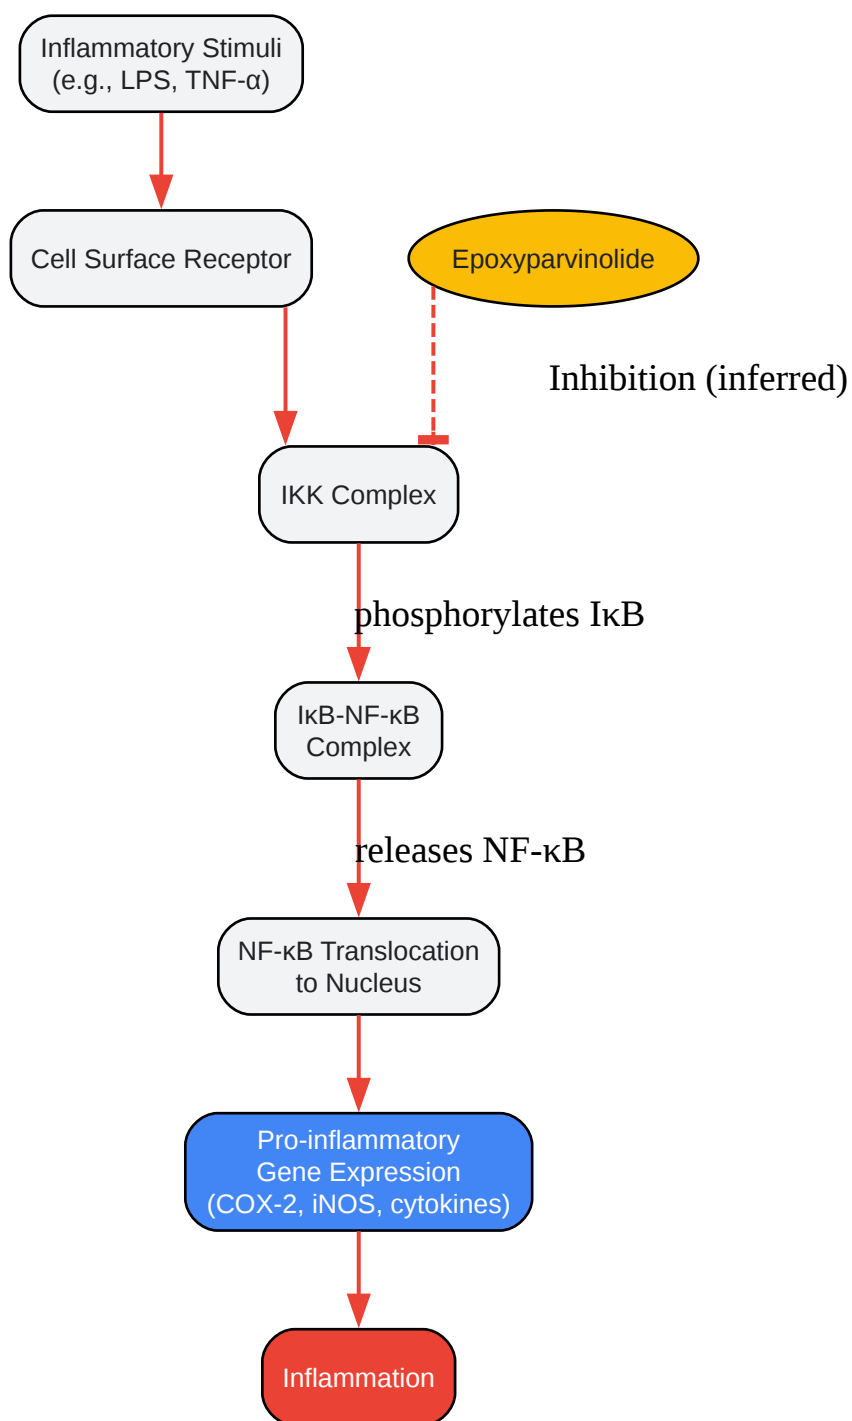 Inflammatory Stimuli
(e.g., LPS, TNF-α)
Cell Surface Receptor
Epoxyparvinolide
Inhibition (inferred)
IKK Complex
phosphorylates IκB
IκB-NF-κB
Complex
releases NF-κB
NF-κB Translocation
to Nucleus
Pro-inflammatory
Gene Expression
(COX-2, iNOS, cytokines)
Inflammation